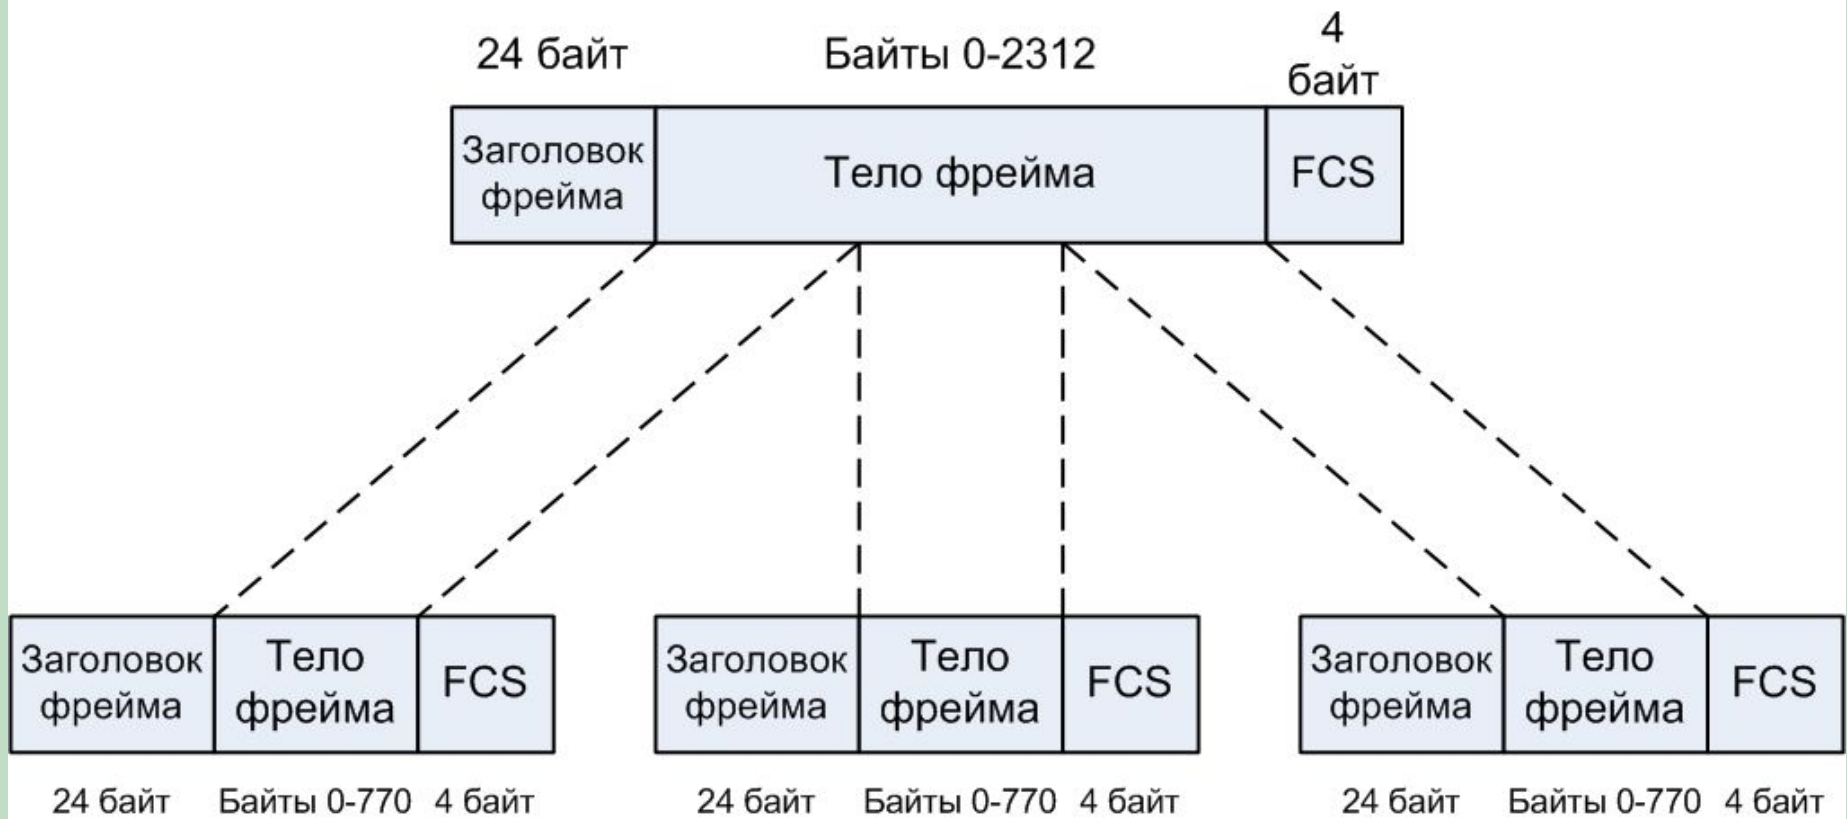 24 байт
Байты 0-2312
4
байт
Заголовок
фрейма
Тело фрейма
FCS
Заголовок
фрейма
Тело
фрейма
FCS
Заголовок
фрейма
Тело
фрейма
FCS
Заголовок
фрейма
Тело
фрейма
FCS
24 байт
Байты 0-770
4 байт
24 байт
Байты 0-770
4 байт
24 байт
Байты 0-770
4 байт